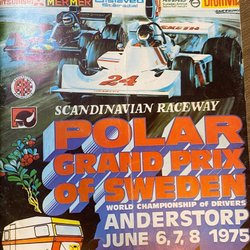 MERMER
24
SCANDINAVIAN RACEWAY
POLAR
GRAND PRIX
OF SWEDEN
WORLD CHAMPIONSHIP OF DRIVERS
ANDERSTORP
JUNE 6, 7, 8 1975